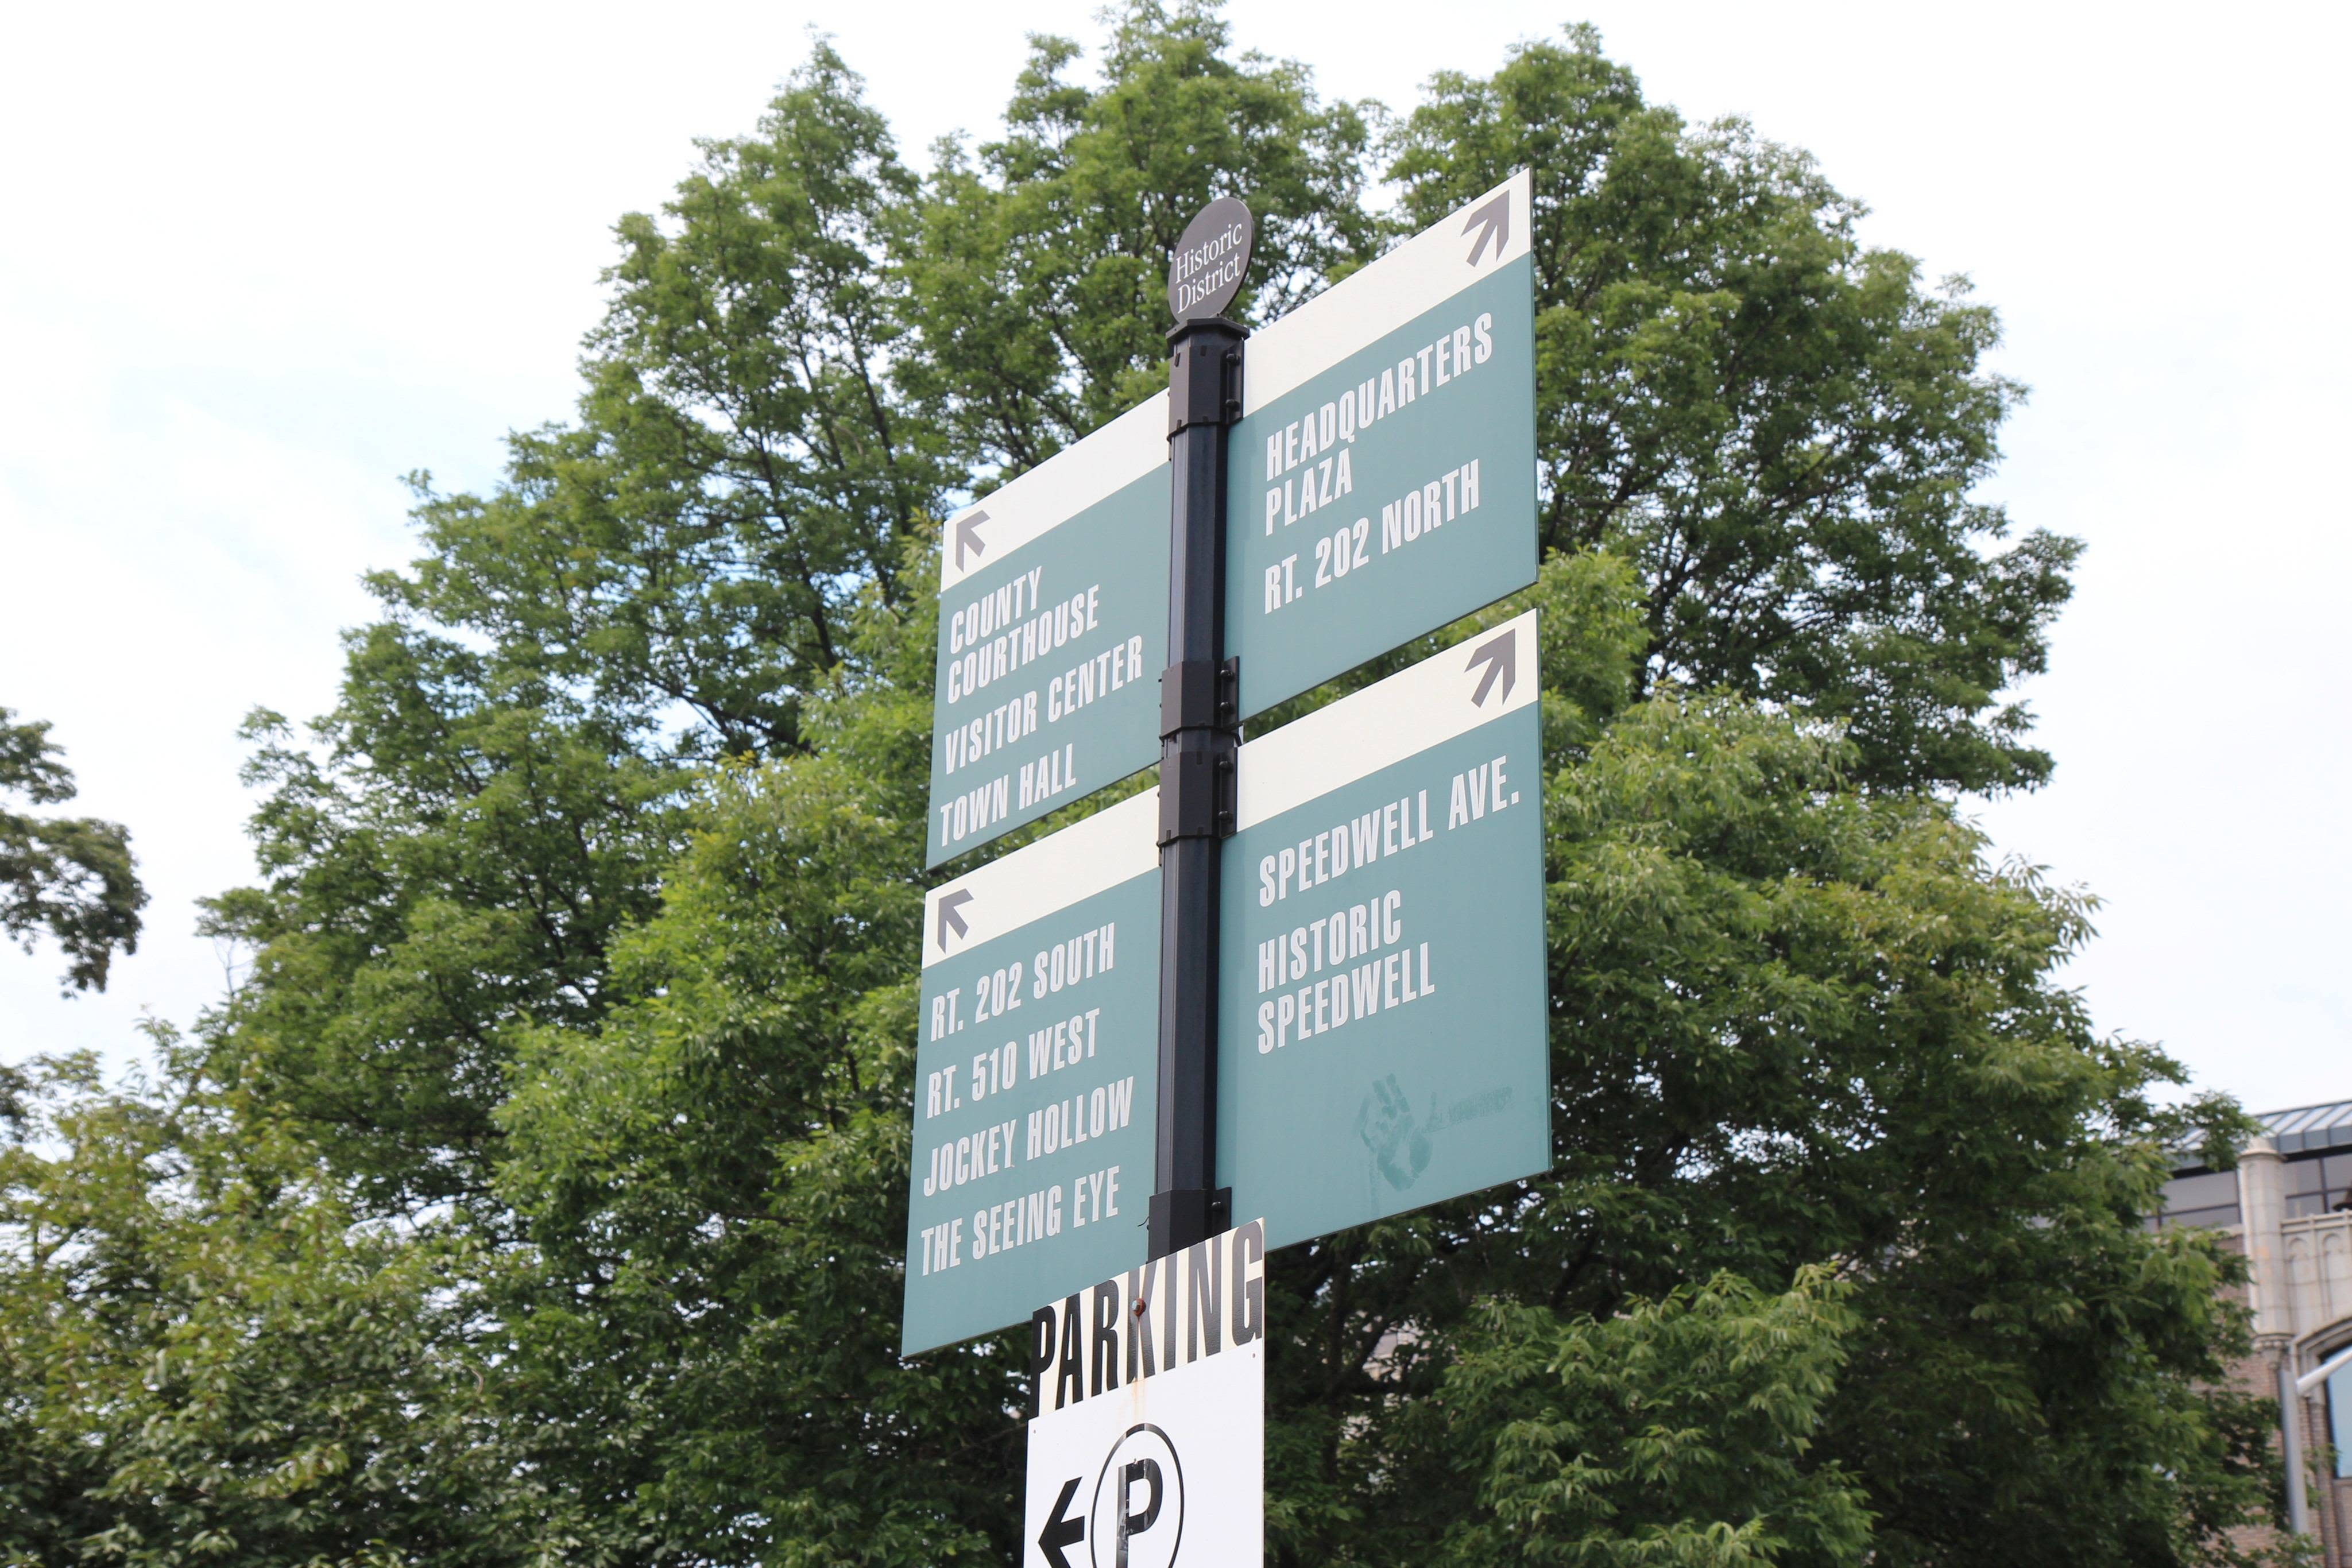 Historic
District
COUNTY
COURTHOUSE
VISITOR CENTER
TOWN HALL
HEADQUARTERS
PLAZA
RT. 202 NORTH
RT. 202 SOUTH
RT. 510 WEST
JOCKEY HOLLOW
THE SEEING EYE
SPEEDWELL AVE.
HISTORIC
SPEEDWELL
PARKING
P